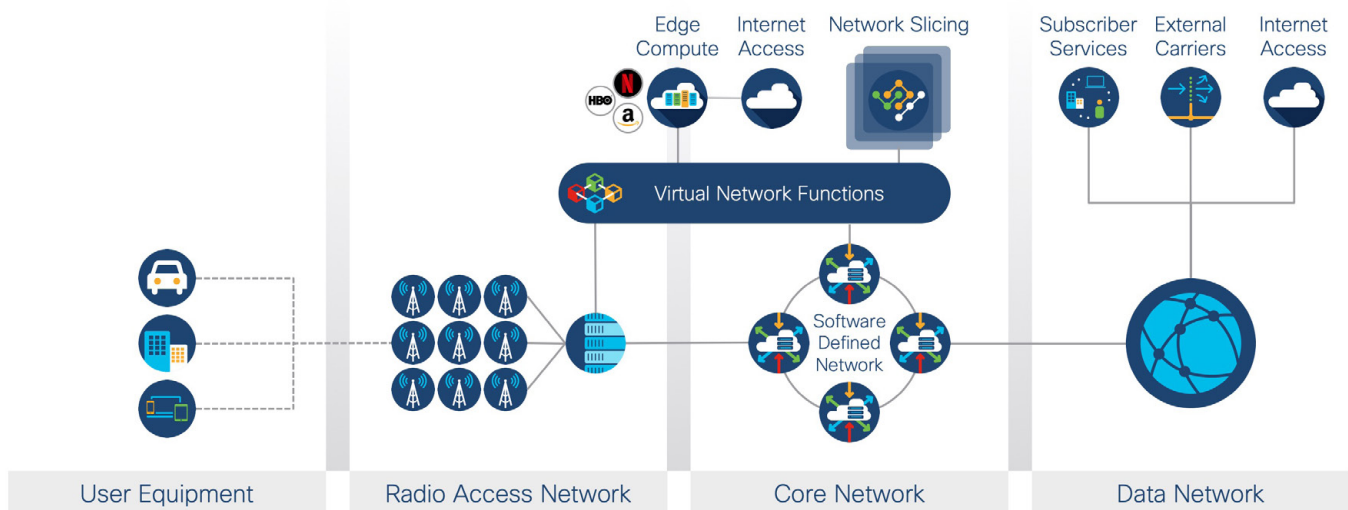 Edge
Compute
Internet
Access
Network Slicing
Subscriber
Services
External
Carriers
Internet
Access
N
HBO
a
Virtual Network Functions
Software
Defined
Network
User Equipment
Radio Access Network
Core Network
Data Network